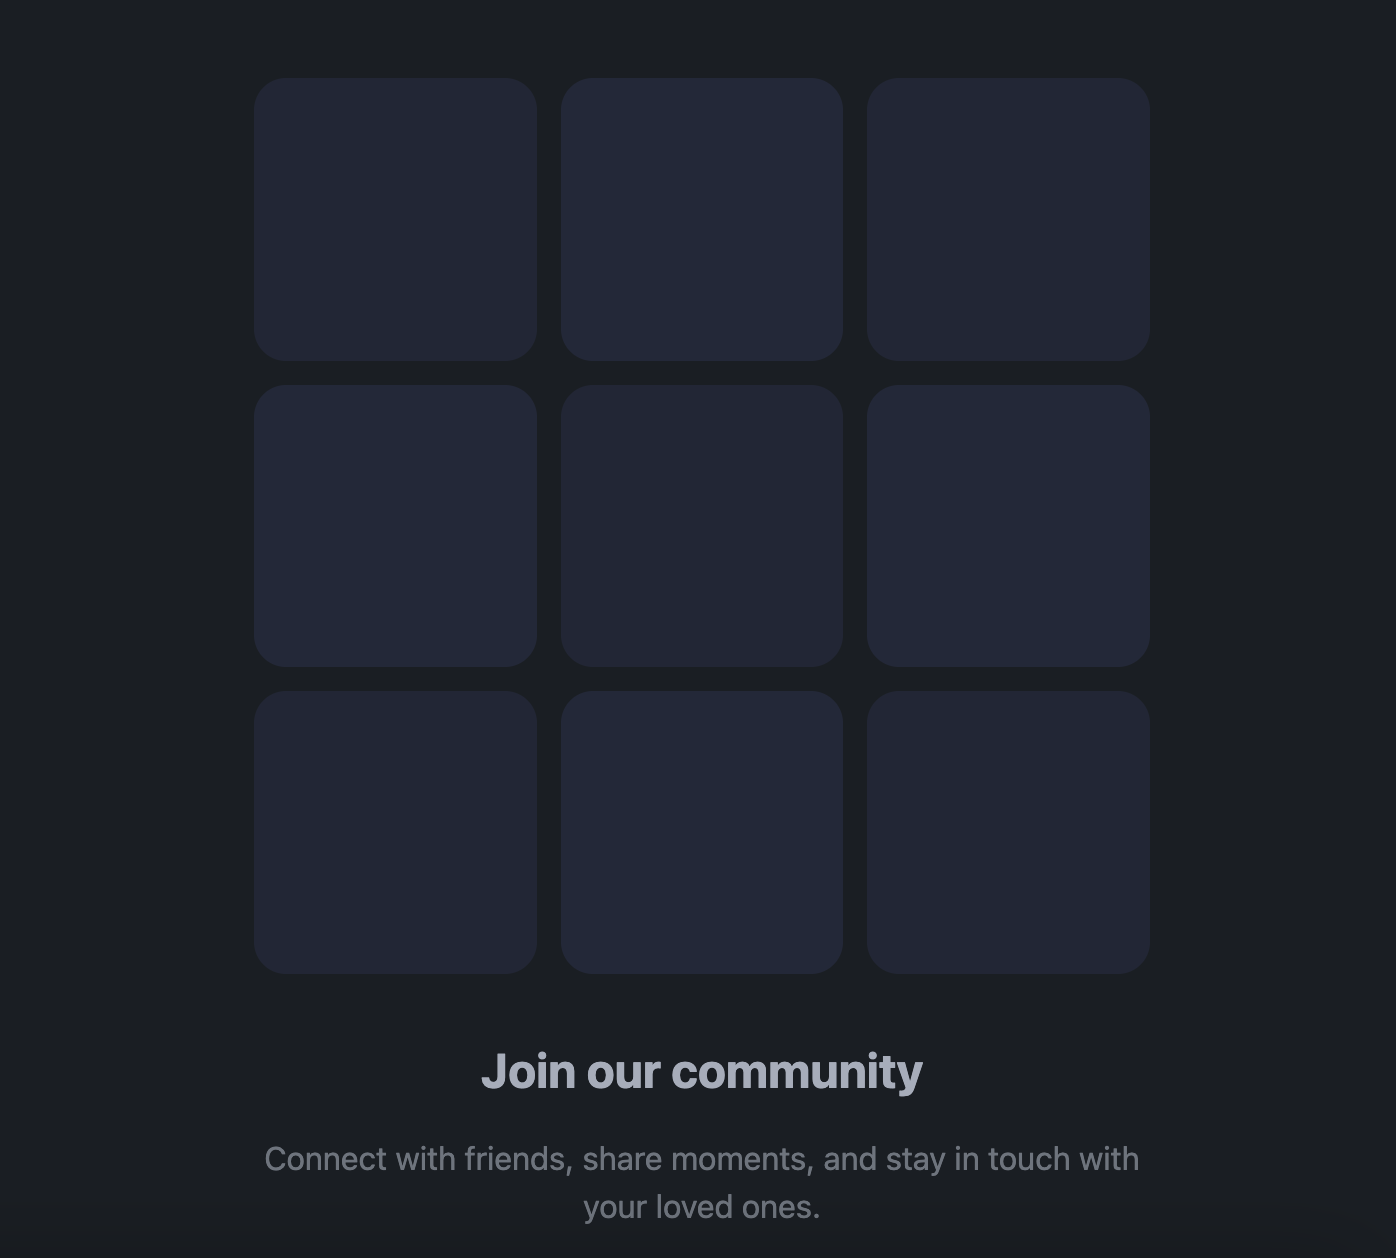 Join our community
Connect with friends, share moments, and stay in touch with
your loved ones.